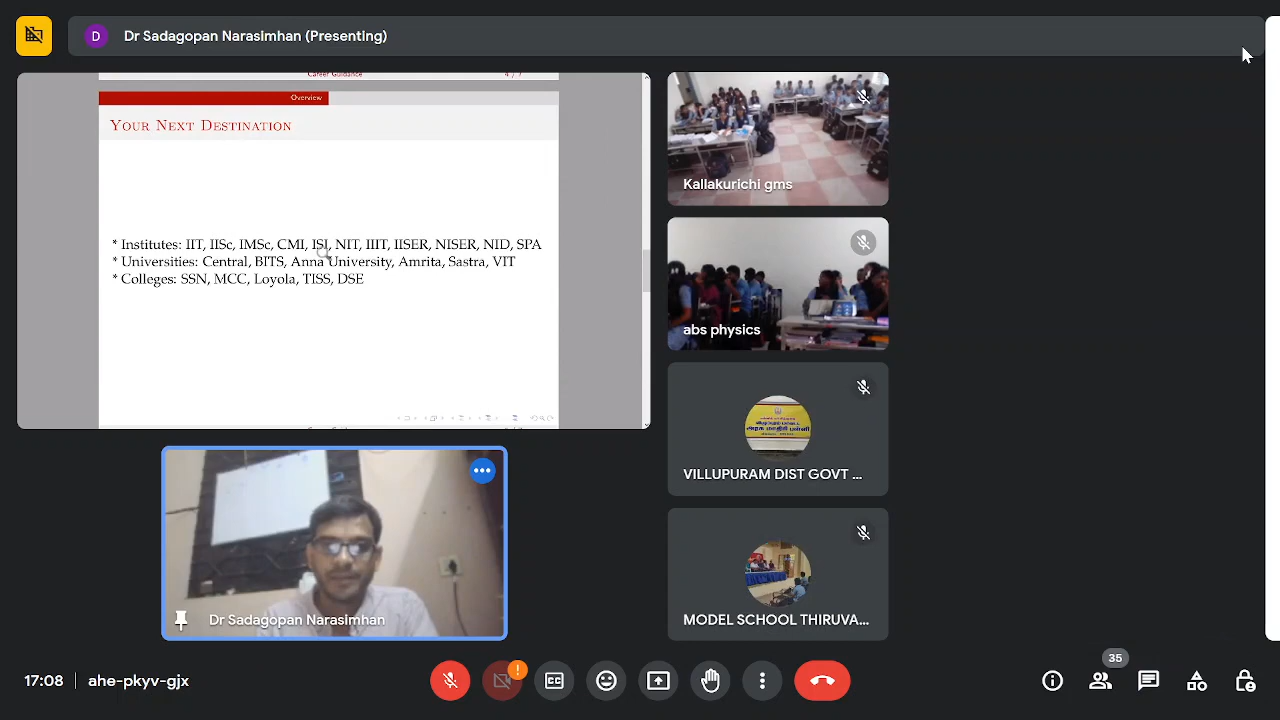 D Dr Sadagopan Narasimhan (Presenting)
Career Guidance
Overview
Your Next Destination
* Institutes: IIT, IISc, IMSc, CMI, ISI, NIT, IIIT, IISER, NISER, NID, SPA
* Universities: Central, BITS, Anna University, Amrita, Sastra, VIT
* Colleges: SSN, MCC, Loyola, TISS, DSE
Kallakurichi gms
abs physics
அரசு மாதிரி பள்ளி
VILLUPURAM DIST GOVT ...
MODEL SCHOOL THIRUVA...
Dr Sadagopan Narasimhan
17:08 | ahe-pkyv-gjx
35